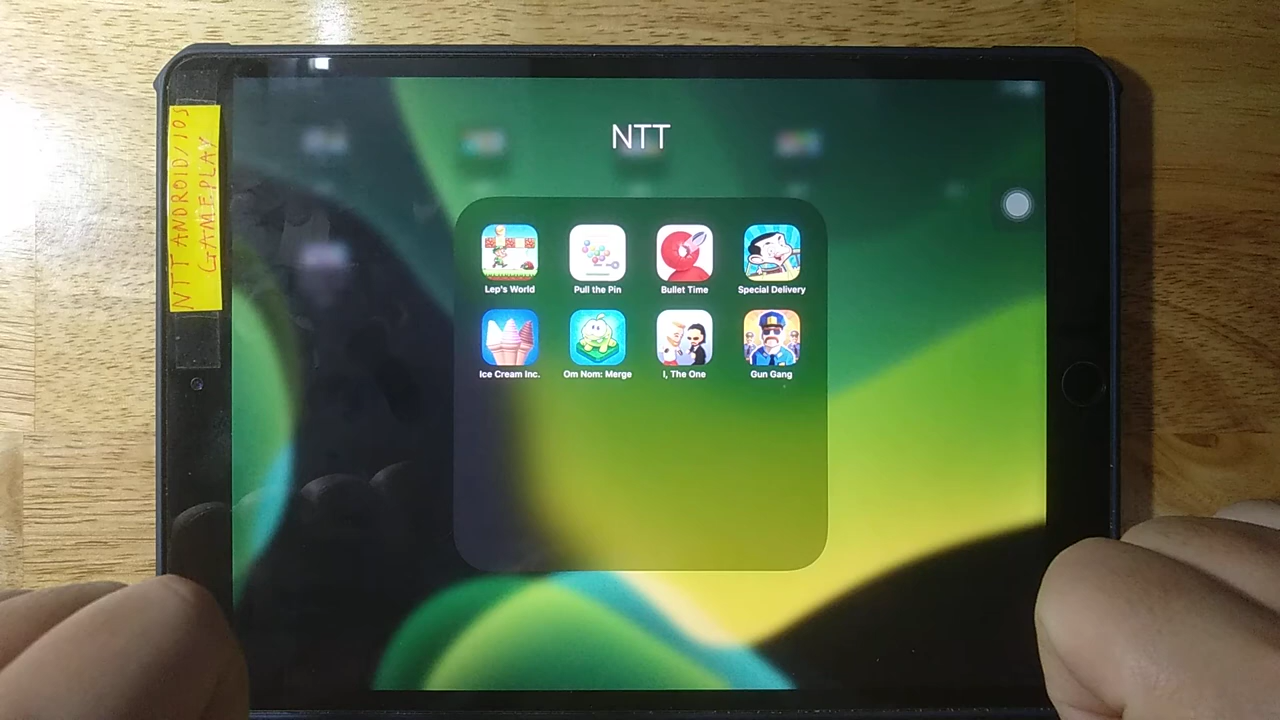 NTT ANDROID/IOS
GAMEPLAY
NTT
Lep's World
Pull the Pin
Bullet Time
Special Delivery
Ice Cream Inc.
Om Nom: Merge
I, The One
Gun Gang